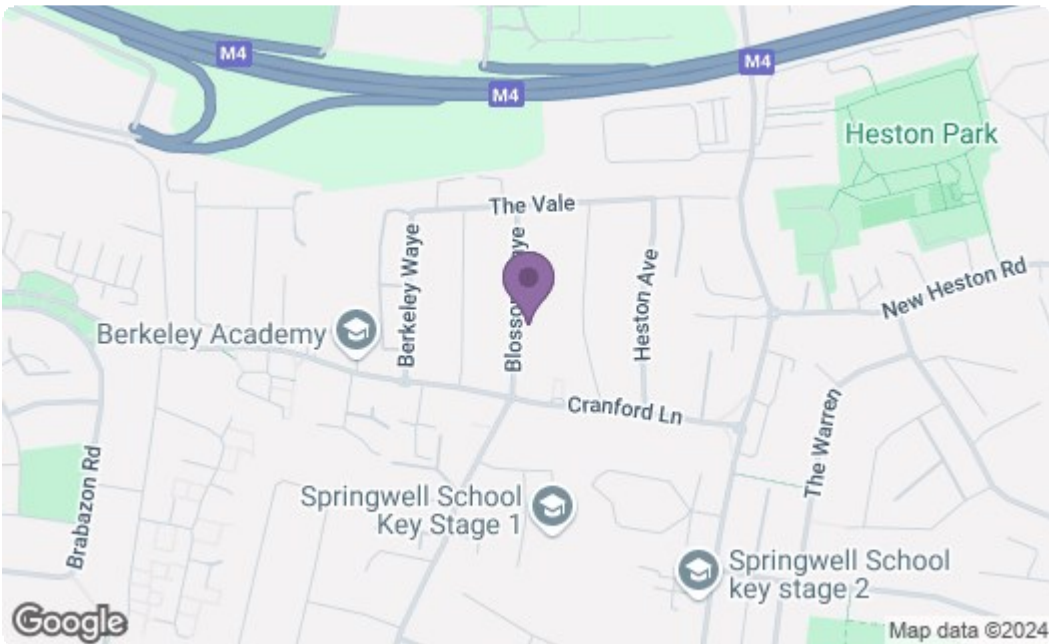 M4
M4
M4
Heston Park
The Vale
Berkeley Waye
Heston Ave
New Heston Rd
Berkeley Academy
Cranford Ln
The Warren
Brabazon Rd
Springwell School
Key Stage 1
Springwell School
key stage 2
Google
Map data ©2024